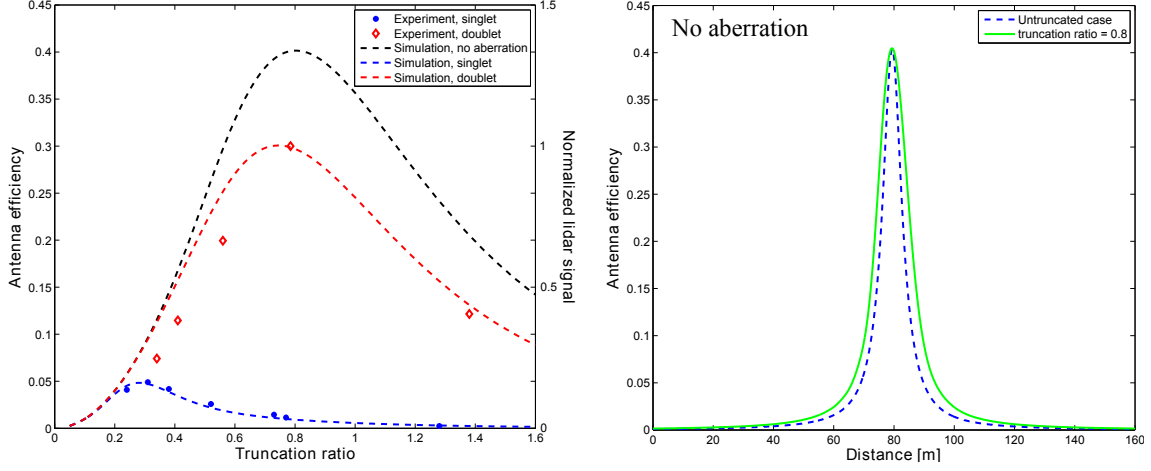 0.45
0.4
0.35
0.3
0.25
0.2
0.15
0.1
0.05
0
Antenna efficiency
0 0.2 0.4 0.6 0.8 1 1.2 1.4 1.6
Truncation ratio
1.5
1
0.5
0
Normalized lidar signal
Experiment, singlet
Experiment, doublet
Simulation, no aberration
Simulation, singlet
Simulation, doublet
No aberration
Untruncated case
truncation ratio = 0.8
0.45
0.4
0.35
0.3
0.25
0.2
0.15
0.1
0.05
0
Antenna efficiency
0 20 40 60 80 100 120 140 160
Distance [m]